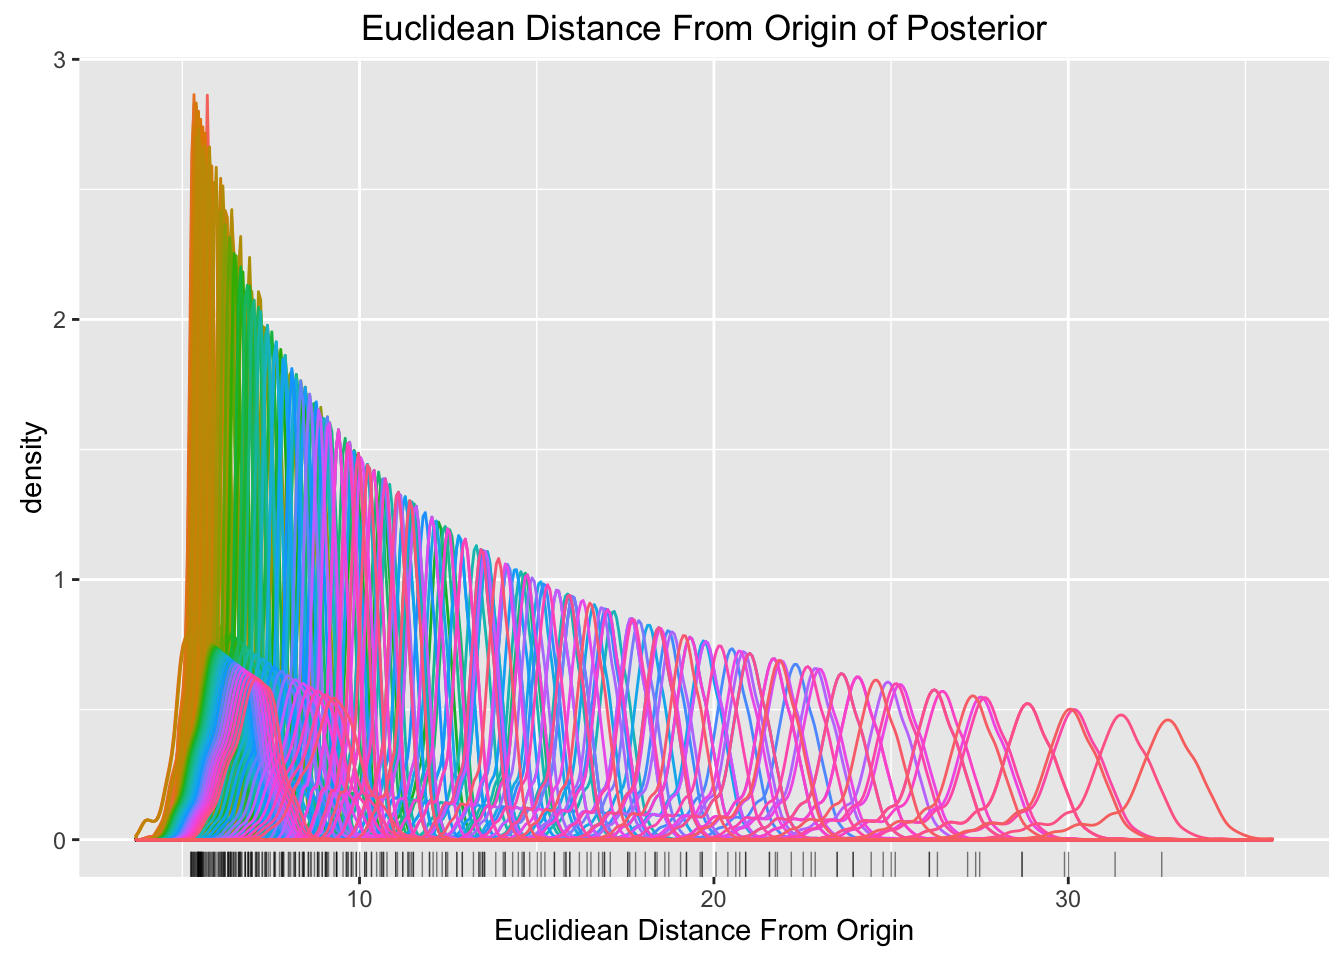 Euclidean Distance From Origin of Posterior
3
2
1
0
density
10
20
30
Euclidiean Distance From Origin